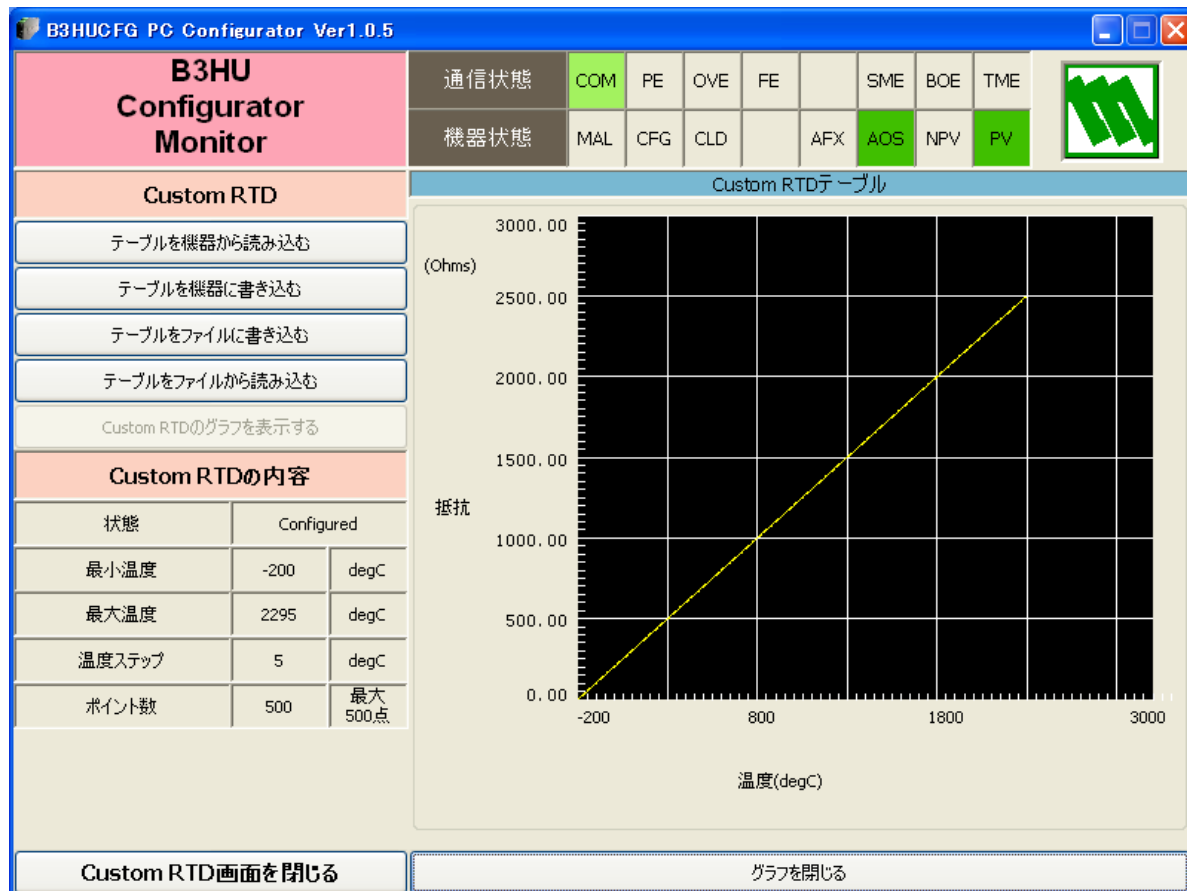 B3HUCFG PC Configurator Ver1.0.5
B3HU
Configurator
Monitor
通信状態 COM PE OVE FE SME BOE TME
機器状態 MAL CFG CLD AFX AOS NPV PV
Custom RTD
テーブルを機器から読み込む
テーブルを機器に書き込む
テーブルをファイルに書き込む
テーブルをファイルから読み込む
Custom RTDのグラフを表示する
Custom RTDの内容
状態 Configured
最小温度 -200 degC
最大温度 2295 degC
温度ステップ 5 degC
ポイント数 500 最大
500点
Custom RTD画面を閉じる
Custom RTDテーブル
3000.00
(Ohms)
2500.00
2000.00
1500.00
抵抗
1000.00
500.00
0.00
-200 800 1800 3000
温度(degC)
グラフを閉じる